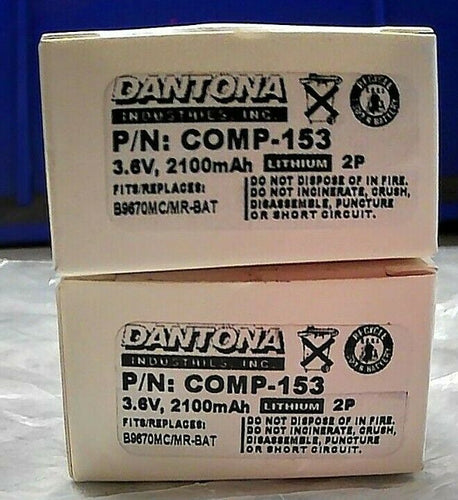 DANTONA
INDUSTRIES, INC.
P/N: COMP-153
3.6V, 2100mAh LITHIUM 2P
FITS/REPLACES:
B9670MC/MR-BAT
DO NOT DISPOSE OF IN FIRE.
DO NOT INCINERATE, CRUSH,
DISASSEMBLE, PUNCTURE
OR SHORT CIRCUIT.
RECYCLE
DANTONA
INDUSTRIES, INC.
P/N: COMP-153
3.6V, 2100mAh LITHIUM 2P
FITS/REPLACES:
B9670MC/MR-BAT
DO NOT DISPOSE OF IN FIRE.
DO NOT INCINERATE, CRUSH,
DISASSEMBLE, PUNCTURE
OR SHORT CIRCUIT.
RECYCLE